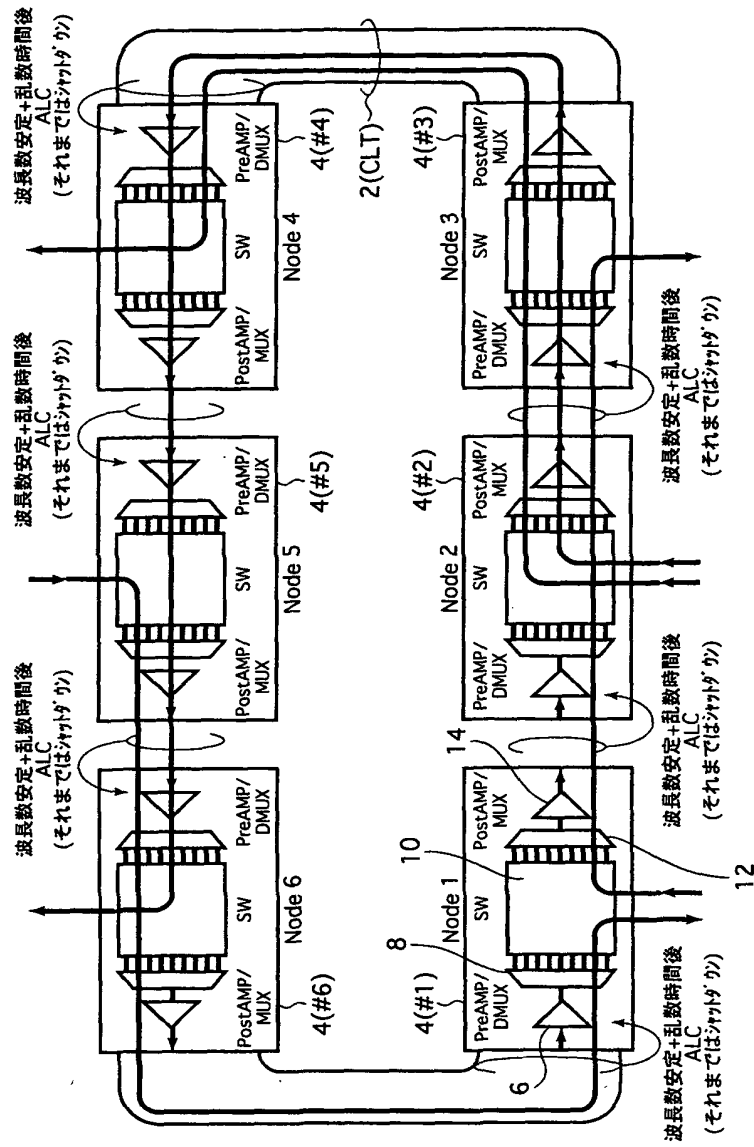 波長数安定+乱数時間後
ALC
(それまではシャットダウン)
波長数安定+乱数時間後
ALC
(それまではシャットダウン)
波長数安定+乱数時間後
ALC
(それまではシャットダウン)
PostAMP/
MUX
SW
PreAMP/
DMUX
Node 6
4(#6)
PostAMP/
MUX
SW
PreAMP/
DMUX
Node 5
4(#5)
PostAMP/
MUX
SW
PreAMP/
DMUX
Node 4
4(#4)
2(CLT)
4(#1)
Node 1
PreAMP/
DMUX
SW
PostAMP/
MUX
8
10
14
6
12
4(#2)
Node 2
PreAMP/
DMUX
SW
PostAMP/
MUX
Node 3
4(#3)
PreAMP/
DMUX
SW
PostAMP/
MUX
波長数安定+乱数時間後
ALC
(それまではシャットダウン)
波長数安定+乱数時間後
ALC
(それまではシャットダウン)
波長数安定+乱数時間後
ALC
(それまではシャットダウン)